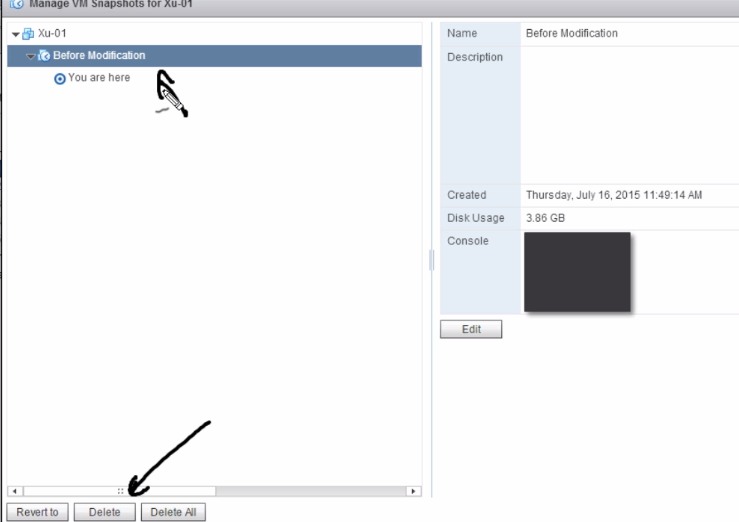 Manage VM Snapshots for Xu-01
Xu-01
Before Modification
You are here
Name Before Modification
Description
Created Thursday, July 16, 2015 11:49:14 AM
Disk Usage 3.86 GB
Console
Edit
Revert to Delete Delete All